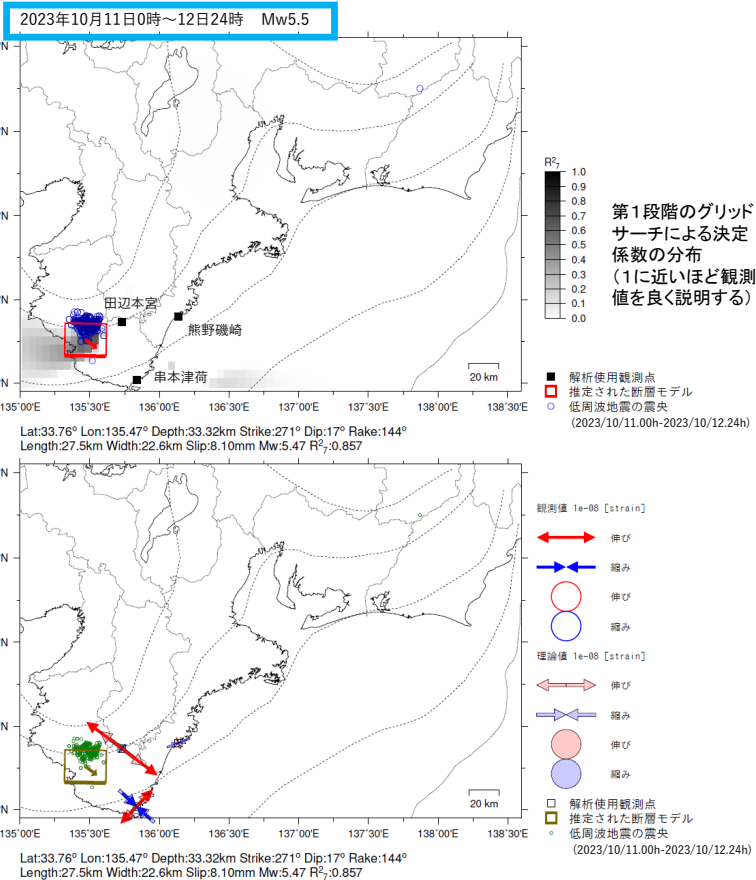 2023年10月11日0時～12日24時 Mw5.5
R²₇
1.0
0.9
0.8
0.7
0.6
0.5
0.4
0.3
0.2
0.1
0.0
第１段階のグリッド
サーチによる決定
係数の分布
（１に近いほど観測
値を良く説明する）
田辺本宮
熊野磯崎
串本津荷
20 km
135°00'E 135°30'E 136°00'E 136°30'E 137°00'E 137°30'E 138°00'E 138°30'E
解析使用観測点
推定された断層モデル
低周波地震の震央
(2023/10/11.00h-2023/10/12.24h)
Lat:33.76° Lon:135.47° Depth:33.32km Strike:271° Dip:17° Rake:144°
Length:27.5km Width:22.6km Slip:8.10mm Mw:5.47 R²₇:0.857
観測値 1e-08 [strain]
伸び
縮み
伸び
縮み
理論値 1e-08 [strain]
伸び
縮み
伸び
縮み
20 km
135°00'E 135°30'E 136°00'E 136°30'E 137°00'E 137°30'E 138°00'E 138°30'E
解析使用観測点
推定された断層モデル
低周波地震の震央
(2023/10/11.00h-2023/10/12.24h)
Lat:33.76° Lon:135.47° Depth:33.32km Strike:271° Dip:17° Rake:144°
Length:27.5km Width:22.6km Slip:8.10mm Mw:5.47 R²₇:0.857